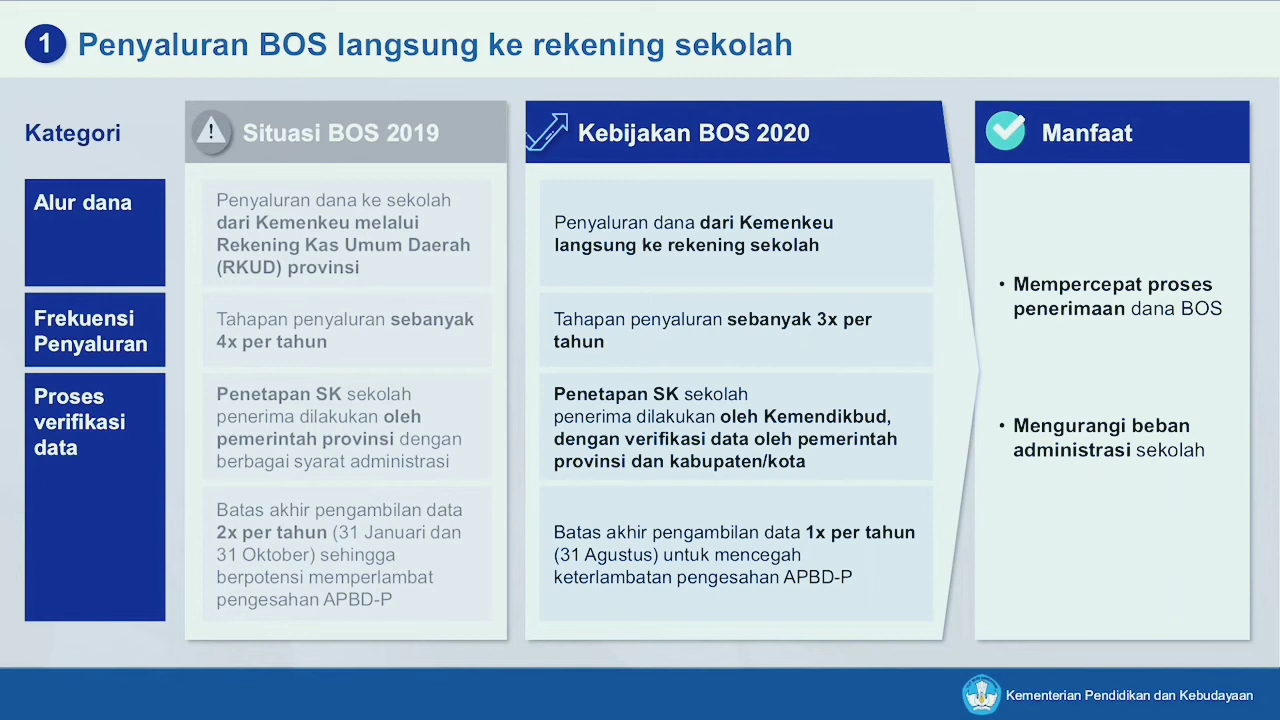 1 Penyaluran BOS langsung ke rekening sekolah
Kategori
Situasi BOS 2019
Kebijakan BOS 2020
Manfaat
Alur dana
Penyaluran dana ke sekolah
dari Kemenkeu melalui
Rekening Kas Umum Daerah
(RKUD) provinsi
Penyaluran dana dari Kemenkeu
langsung ke rekening sekolah
Frekuensi
Penyaluran
Tahapan penyaluran sebanyak
4x per tahun
Tahapan penyaluran sebanyak 3x per
tahun
Proses
verifikasi
data
Penetapan SK sekolah
penerima dilakukan oleh
pemerintah provinsi dengan
berbagai syarat administrasi
Penetapan SK sekolah
penerima dilakukan oleh Kemendikbud,
dengan verifikasi data oleh pemerintah
provinsi dan kabupaten/kota
Batas akhir pengambilan data
2x per tahun (31 Januari dan
31 Oktober) sehingga
berpotensi memperlambat
pengesahan APBD-P
Batas akhir pengambilan data 1x per tahun
(31 Agustus) untuk mencegah
keterlambatan pengesahan APBD-P
• Mempercepat proses
penerimaan dana BOS
• Mengurangi beban
administrasi sekolah
Kementerian Pendidikan dan Kebudayaan